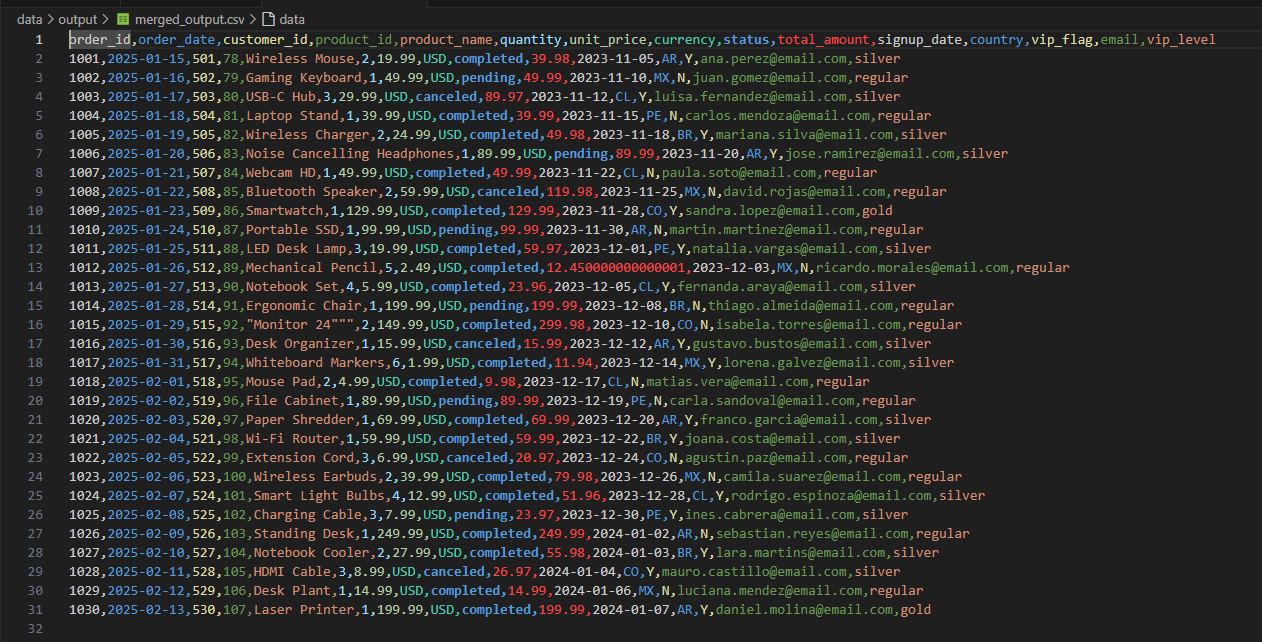 data > output > merged_output.csv > data
1 order_id,order_date,customer_id,product_id,product_name,quantity,unit_price,currency,status,total_amount,signup_date,country,vip_flag,email,vip_level
2 1001,2025-01-15,501,78,Wireless Mouse,2,19.99,USD,completed,39.98,2023-11-05,AR,Y,ana.perez@email.com,silver
3 1002,2025-01-16,502,79,Gaming Keyboard,1,49.99,USD,pending,49.99,2023-11-10,MX,N,juan.gomez@email.com,regular
4 1003,2025-01-17,503,80,USB-C Hub,3,29.99,USD,canceled,89.97,2023-11-12,CL,Y,luisa.fernandez@email.com,silver
5 1004,2025-01-18,504,81,Laptop Stand,1,39.99,USD,completed,39.99,2023-11-15,PE,N,carlos.mendoza@email.com,regular
6 1005,2025-01-19,505,82,Wireless Charger,2,24.99,USD,completed,49.98,2023-11-18,BR,Y,mariana.silva@email.com,silver
7 1006,2025-01-20,506,83,Noise Cancelling Headphones,1,89.99,USD,pending,89.99,2023-11-20,AR,Y,jose.ramirez@email.com,silver
8 1007,2025-01-21,507,84,Webcam HD,1,49.99,USD,completed,49.99,2023-11-22,CL,N,paula.soto@email.com,regular
9 1008,2025-01-22,508,85,Bluetooth Speaker,2,59.99,USD,canceled,119.98,2023-11-25,MX,N,david.rojas@email.com,regular
10 1009,2025-01-23,509,86,Smartwatch,1,129.99,USD,completed,129.99,2023-11-28,CO,Y,sandra.lopez@email.com,gold
11 1010,2025-01-24,510,87,Portable SSD,1,99.99,USD,pending,99.99,2023-11-30,AR,N,martin.martinez@email.com,regular
12 1011,2025-01-25,511,88,LED Desk Lamp,3,19.99,USD,completed,59.97,2023-12-01,PE,Y,natalia.vargas@email.com,silver
13 1012,2025-01-26,512,89,Mechanical Pencil,5,2.49,USD,completed,12.450000000000001,2023-12-03,MX,N,ricardo.morales@email.com,regular
14 1013,2025-01-27,513,90,Notebook Set,4,5.99,USD,completed,23.96,2023-12-05,CL,Y,fernanda.araya@email.com,silver
15 1014,2025-01-28,514,91,Ergonomic Chair,1,199.99,USD,pending,199.99,2023-12-08,BR,N,thiago.almeida@email.com,regular
16 1015,2025-01-29,515,92,"Monitor 24""",2,149.99,USD,completed,299.98,2023-12-10,CO,N,isabela.torres@email.com,regular
17 1016,2025-01-30,516,93,Desk Organizer,1,15.99,USD,canceled,15.99,2023-12-12,AR,Y,gustavo.bustos@email.com,silver
18 1017,2025-01-31,517,94,Whiteboard Markers,6,1.99,USD,completed,11.94,2023-12-14,MX,Y,lorena.galvez@email.com,silver
19 1018,2025-02-01,518,95,Mouse Pad,2,4.99,USD,completed,9.98,2023-12-17,CL,N,matias.vera@email.com,regular
20 1019,2025-02-02,519,96,File Cabinet,1,89.99,USD,pending,89.99,2023-12-19,PE,N,carla.sandoval@email.com,regular
21 1020,2025-02-03,520,97,Paper Shredder,1,69.99,USD,completed,69.99,2023-12-20,AR,Y,franco.garcia@email.com,silver
22 1021,2025-02-04,521,98,Wi-Fi Router,1,59.99,USD,completed,59.99,2023-12-22,BR,Y,joana.costa@email.com,silver
23 1022,2025-02-05,522,99,Extension Cord,3,6.99,USD,canceled,20.97,2023-12-24,CO,N,agustin.paz@email.com,regular
24 1023,2025-02-06,523,100,Wireless Earbuds,2,39.99,USD,completed,79.98,2023-12-26,MX,N,camila.suarez@email.com,regular
25 1024,2025-02-07,524,101,Smart Light Bulbs,4,12.99,USD,completed,51.96,2023-12-28,CL,Y,rodrigo.espinoza@email.com,silver
26 1025,2025-02-08,525,102,Charging Cable,3,7.99,USD,pending,23.97,2023-12-30,PE,Y,ines.cabrera@email.com,silver
27 1026,2025-02-09,526,103,Standing Desk,1,249.99,USD,completed,249.99,2024-01-02,AR,N,sebastian.reyes@email.com,regular
28 1027,2025-02-10,527,104,Notebook Cooler,2,27.99,USD,completed,55.98,2024-01-03,BR,Y,lara.martins@email.com,silver
29 1028,2025-02-11,528,105,HDMI Cable,3,8.99,USD,canceled,26.97,2024-01-04,CO,Y,mauro.castillo@email.com,silver
30 1029,2025-02-12,529,106,Desk Plant,1,14.99,USD,completed,14.99,2024-01-06,MX,N,luciana.mendez@email.com,regular
31 1030,2025-02-13,530,107,Laser Printer,1,199.99,USD,completed,199.99,2024-01-07,AR,Y,daniel.molina@email.com,gold
32